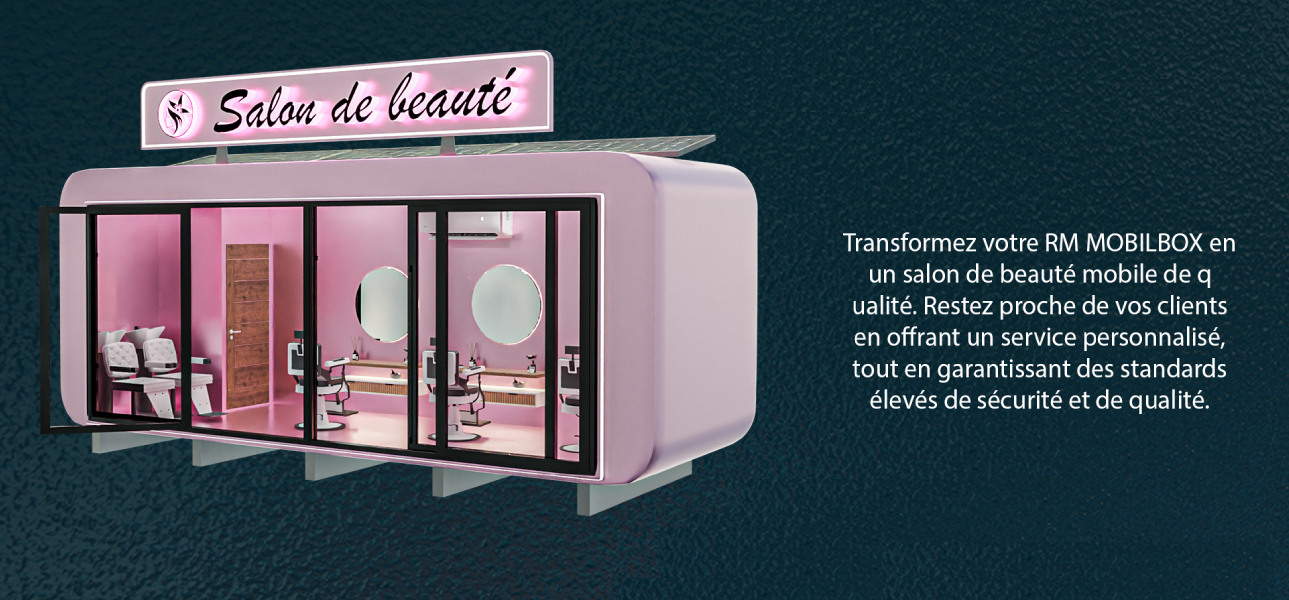 Salon de beauté
Transformez votre RM MOBILBOX en
un salon de beauté mobile de q
ualité. Restez proche de vos clients
en offrant un service personnalisé,
tout en garantissant des standards
élevés de sécurité et de qualité.